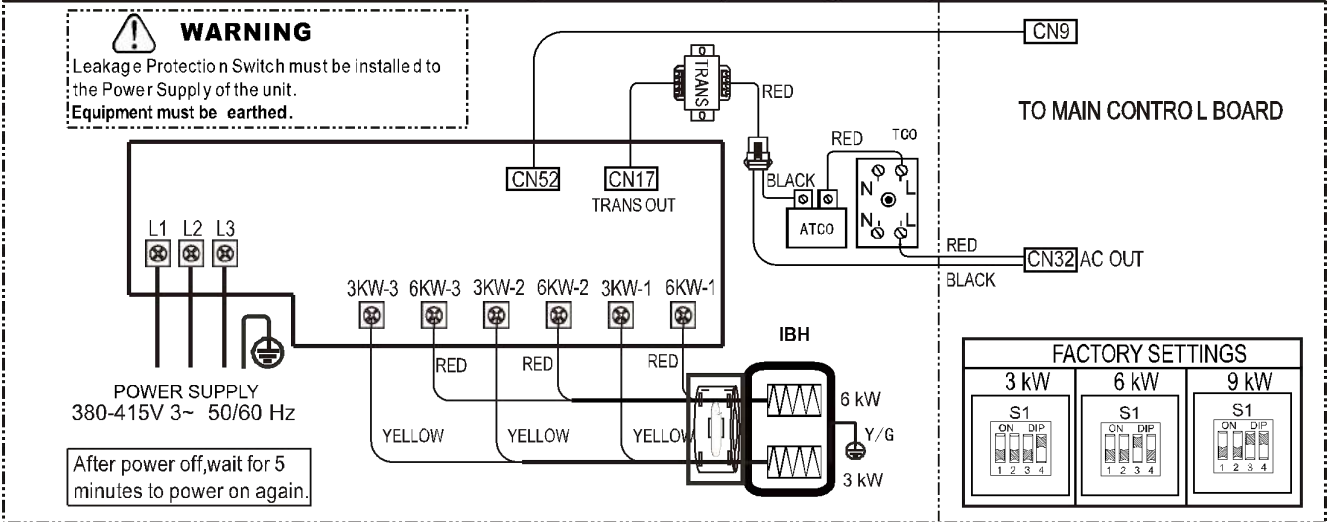 WARNING
Leakage Protection Switch must be installed to
the Power Supply of the unit.
Equipment must be earthed.
CN9
TRANS
RED
TO MAIN CONTROL BOARD
RED
TCO
CN52
CN17
TRANS OUT
BLACK
N
L
N
L
ATCO
L1 L2 L3
RED
CN32 AC OUT
BLACK
3KW-3 6KW-3 3KW-2 6KW-2 3KW-1 6KW-1
IBH
RED
RED
RED
POWER SUPPLY
380-415V 3~ 50/60 Hz
6 kW
Y/G
YELLOW
YELLOW
YELLOW
3 kW
After power off,wait for 5
minutes to power on again.
FACTORY SETTINGS
3 kW
6 kW
9 kW
S1
ON DIP
1 2 3 4
S1
ON DIP
1 2 3 4
S1
ON DIP
1 2 3 4